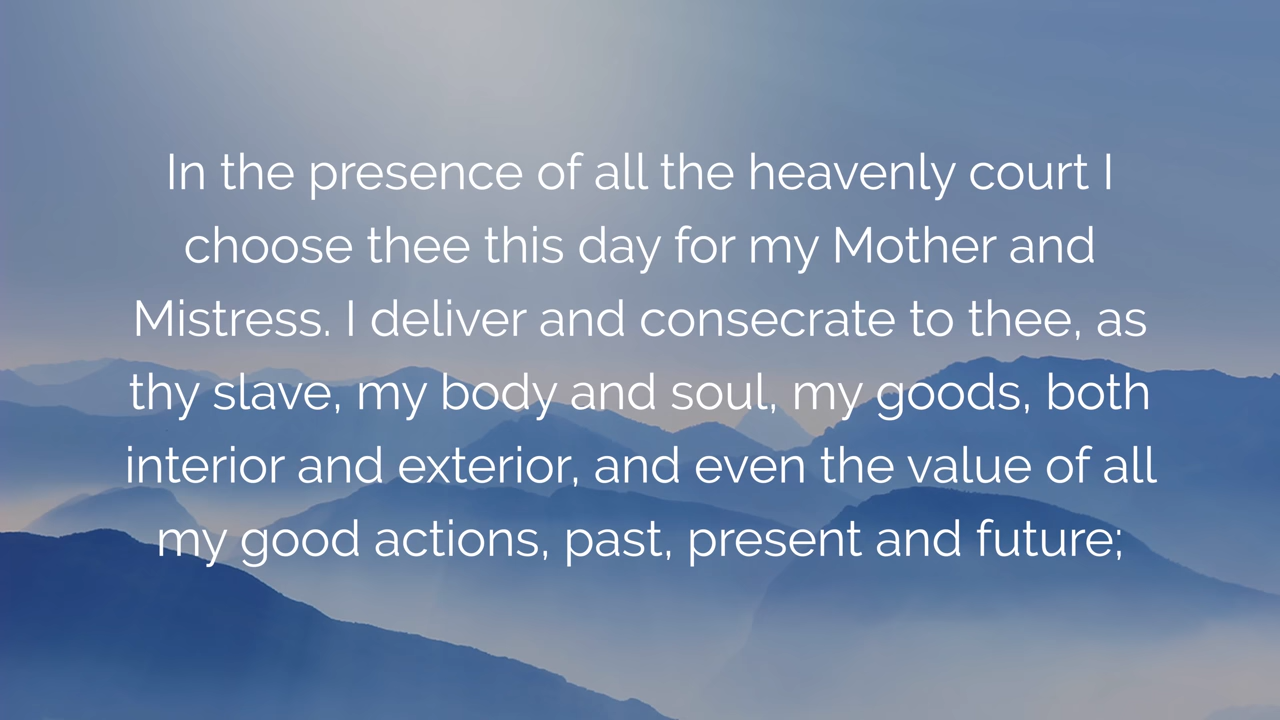 In the presence of all the heavenly court I
choose thee this day for my Mother and
Mistress. I deliver and consecrate to thee, as
thy slave, my body and soul, my goods, both
interior and exterior, and even the value of all
my good actions, past, present and future;